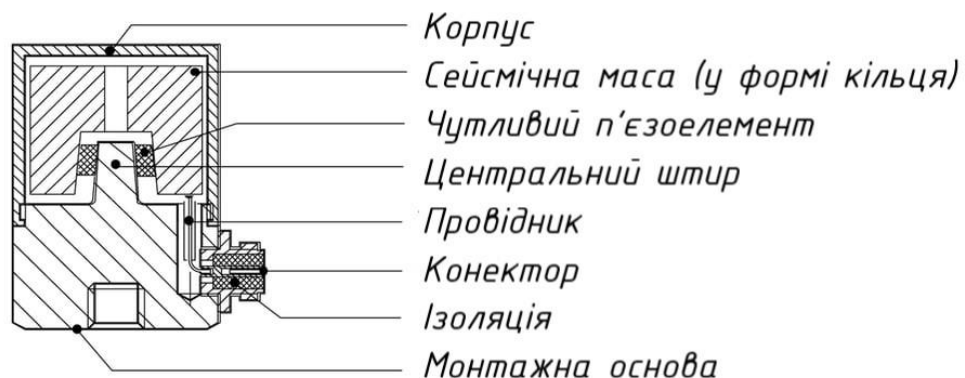 Корпус
Сейсмічна маса (у формі кільця)
Чутливий п'єзоелемент
Центральний штир
Провідник
Конектор
Ізоляція
Монтажна основа